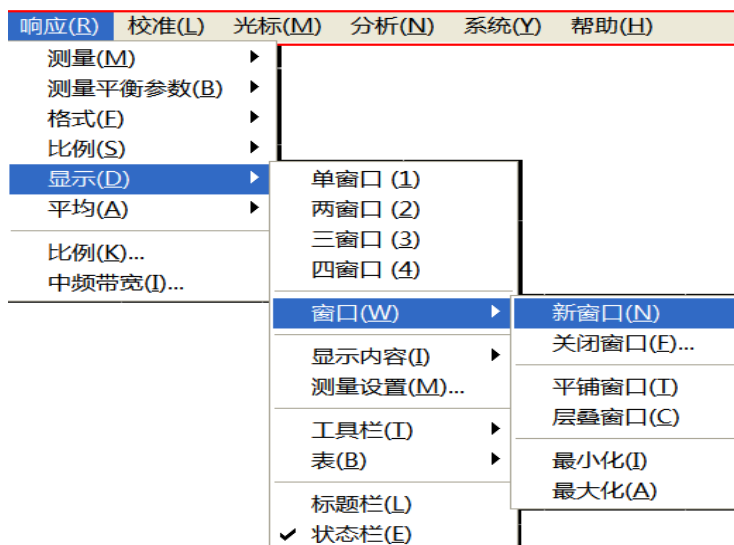 响应(R) 校准(L) 光标(M) 分析(N) 系统(Y) 帮助(H)
测量(M)
测量平衡参数(B)
格式(F)
比例(S)
显示(D)
平均(A)
比例(K)...
中频带宽(I)...
单窗口 (1)
两窗口 (2)
三窗口 (3)
四窗口 (4)
窗口(W)
显示内容(I)
测量设置(M)...
工具栏(T)
表(B)
标题栏(L)
状态栏(E)
新窗口(N)
关闭窗口(F)...
平铺窗口(T)
层叠窗口(C)
最小化(I)
最大化(A)